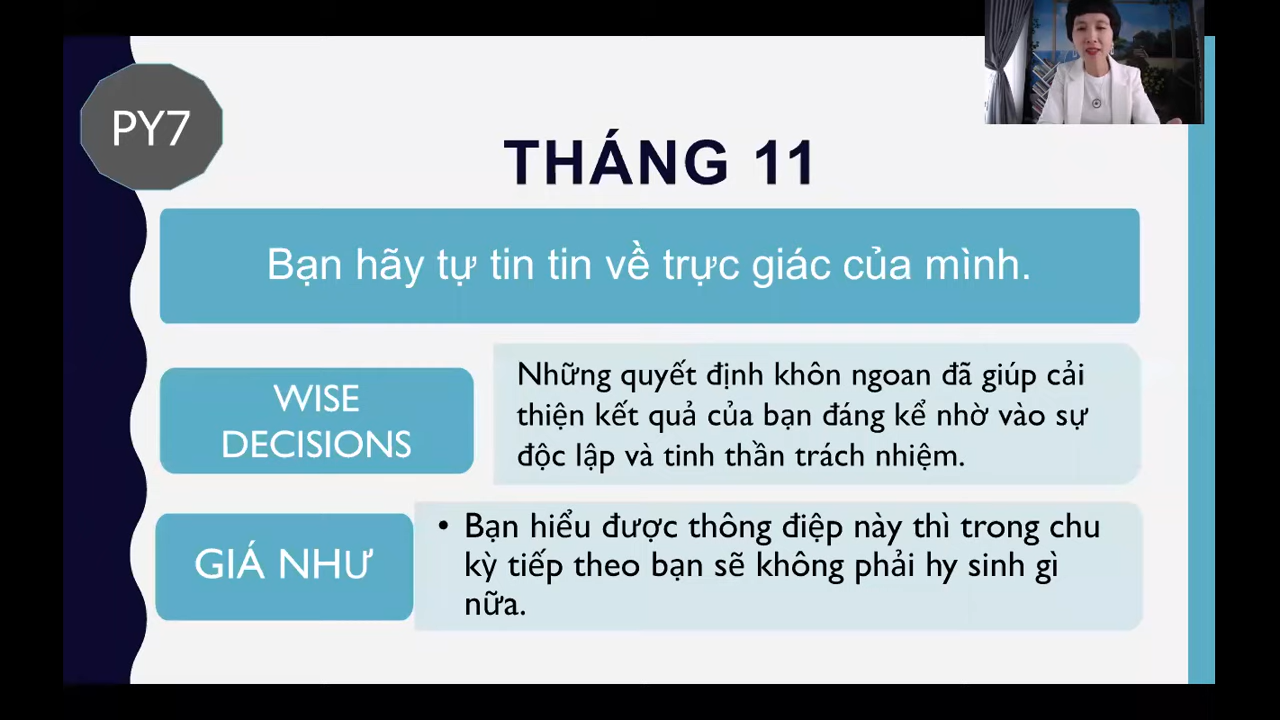 PY7
THÁNG 11
Bạn hãy tự tin tin về trực giác của mình.
WISE
DECISIONS
Những quyết định khôn ngoan đã giúp cải
thiện kết quả của bạn đáng kể nhờ vào sự
độc lập và tinh thần trách nhiệm.
GIÁ NHƯ
• Bạn hiểu được thông điệp này thì trong chu
kỳ tiếp theo bạn sẽ không phải hy sinh gì
nữa.